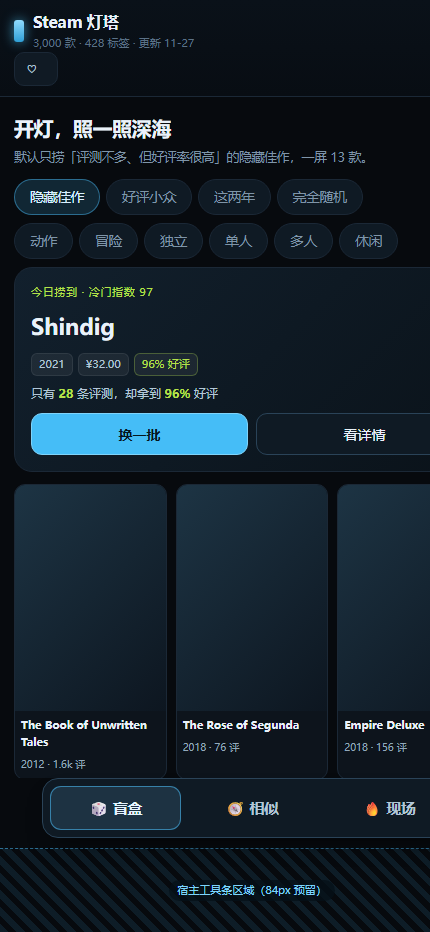 Steam 灯塔
3,000 款 · 428 标签 · 更新 11-27
开灯，照一照深海
默认只捞「评测不多、但好评率很高」的隐藏佳作，一屏 13 款。
隐藏佳作 好评小众 这两年 完全随机
动作 冒险 独立 单人 多人 休闲
今日捞到 · 冷门指数 97
Shindig
2021 ¥32.00 96% 好评
只有 28 条评测，却拿到 96% 好评
换一批 看详情
The Book of Unwritten
Tales
2012 · 1.6k 评
The Rose of Segunda
2018 · 76 评
Empire Deluxe
2018 · 156 评
盲盒 相似 现场
宿主工具条区域（84px 预留）